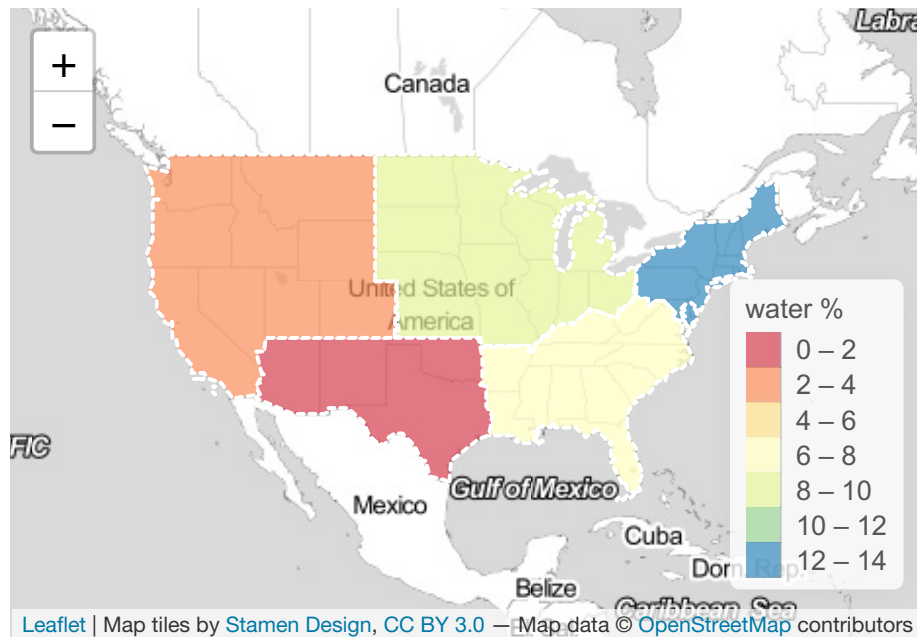 Labra
+
Canada
−
United States of
America
water %
0 – 2
2 – 4
4 – 6
6 – 8
8 – 10
10 – 12
12 – 14
FIC
Gulf of Mexico
Mexico
Cuba
Dom. Rep.
Belize
Caribbean Sea
El Sal.
Leaflet | Map tiles by Stamen Design, CC BY 3.0 — Map data © OpenStreetMap contributors